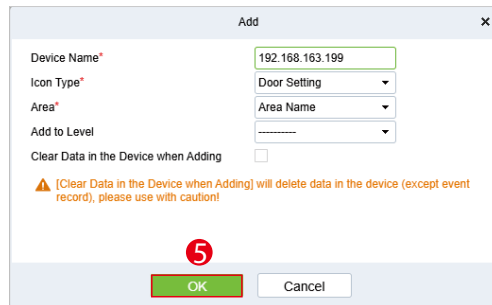 Add
×
Device Name* 192.168.163.199
Icon Type* Door Setting
Area* Area Name
Add to Level ----------
Clear Data in the Device when Adding
[Clear Data in the Device when Adding] will delete data in the device (except event
record), please use with caution!
5
OK Cancel